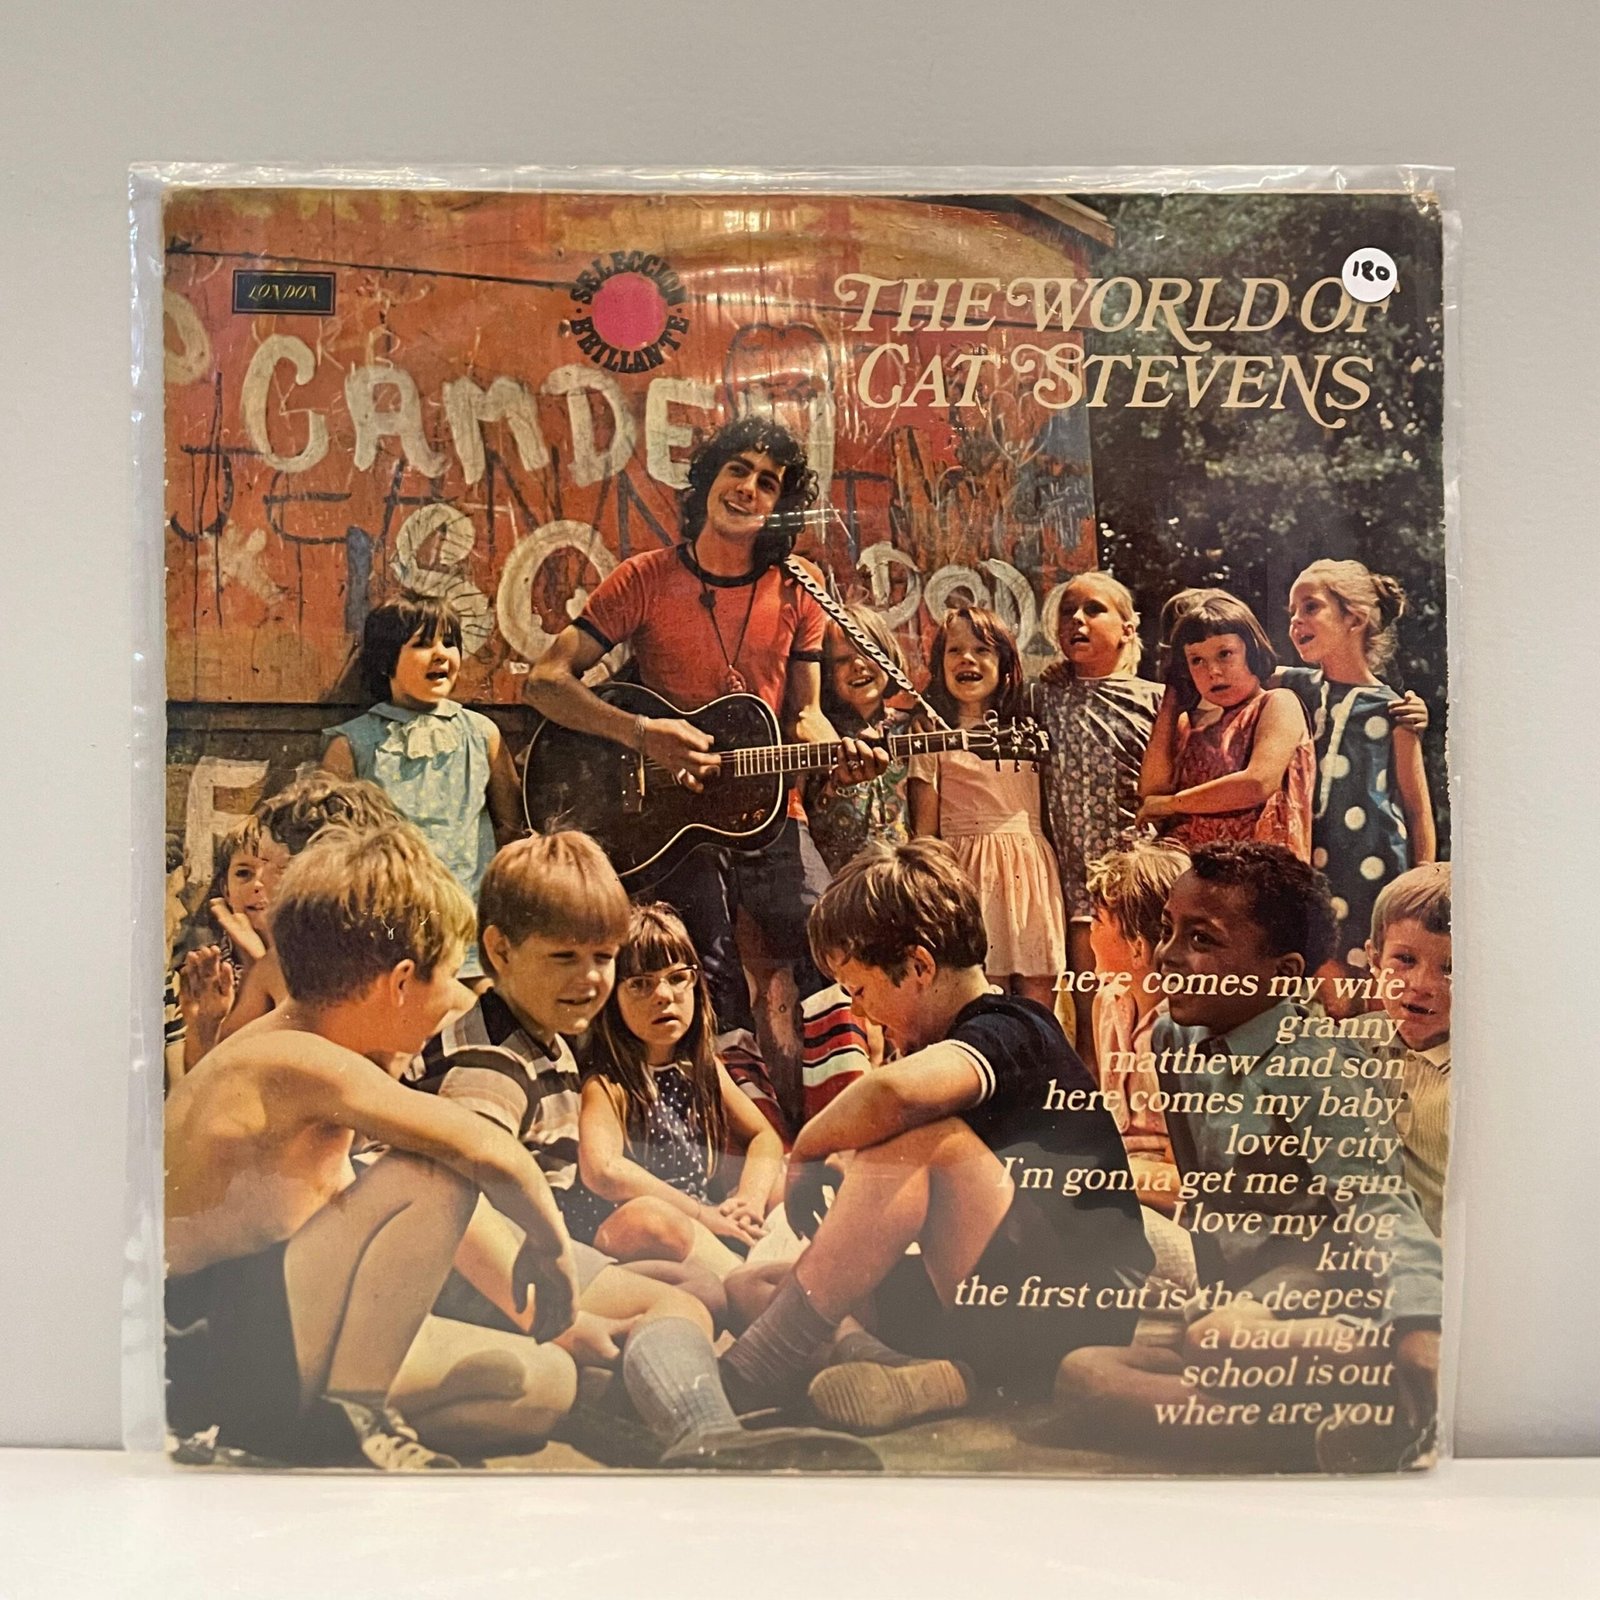 LONDON
SELECCION
BRILLANTE
THE WORLD OF
CAT STEVENS
180
CAMDE
here comes my wife
granny
matthew and son
here comes my baby
lovely city
I'm gonna get me a gun
I love my dog
kitty
the first cut is the deepest
a bad night
school is out
where are you